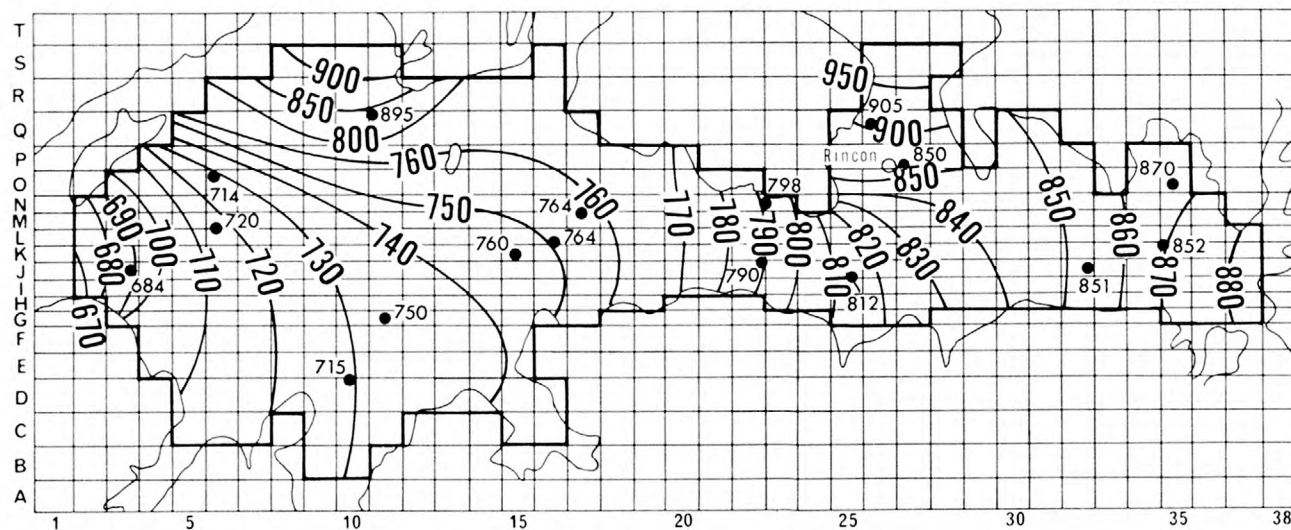 T
S 900 950
R 850 895 905
Q 800 900
P 760 Rincon 850 870
O 714 850
N 690 764 760 798 850
M 720 750 770 840
L 700 764 780 790 800 820 860
K 680 710 740 760 830 852
J 684 720 730 790
I 810 812 851 870 880
H
G 670 750
F
E 715
D
C
B
A
1 5 10 15 20 25 30 35 38